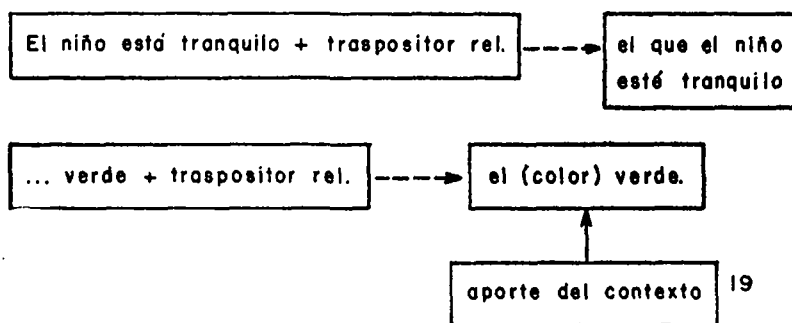 El niño está tranquilo + traspositor rel.
el que el niño
esté tranquilo
... verde + traspositor rel.
el (color) verde.
aporte del contexto
19